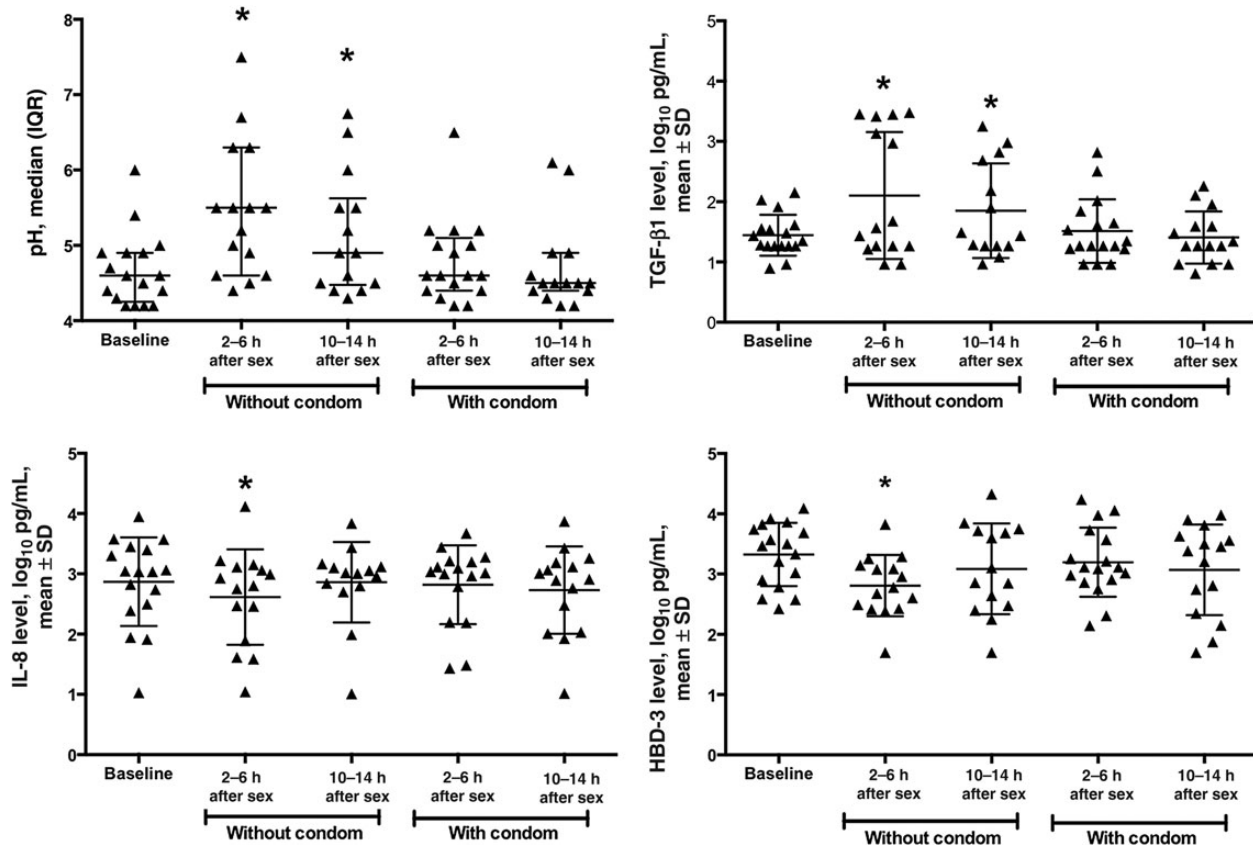 pH, median (IQR)
8
7
6
5
4
*
*
Baseline
2–6 h
after sex
10–14 h
after sex
2–6 h
after sex
10–14 h
after sex
Without condom
With condom
TGF-β1 level, log10 pg/mL,
mean ± SD
5
4
3
2
1
0
*
*
Baseline
2–6 h
after sex
10–14 h
after sex
2–6 h
after sex
10–14 h
after sex
Without condom
With condom
IL-8 level, log10 pg/mL,
mean ± SD
5
4
3
2
1
0
*
Baseline
2–6 h
after sex
10–14 h
after sex
2–6 h
after sex
10–14 h
after sex
Without condom
With condom
HBD-3 level, log10 pg/mL,
mean ± SD
5
4
3
2
1
0
*
Baseline
2–6 h
after sex
10–14 h
after sex
2–6 h
after sex
10–14 h
after sex
Without condom
With condom